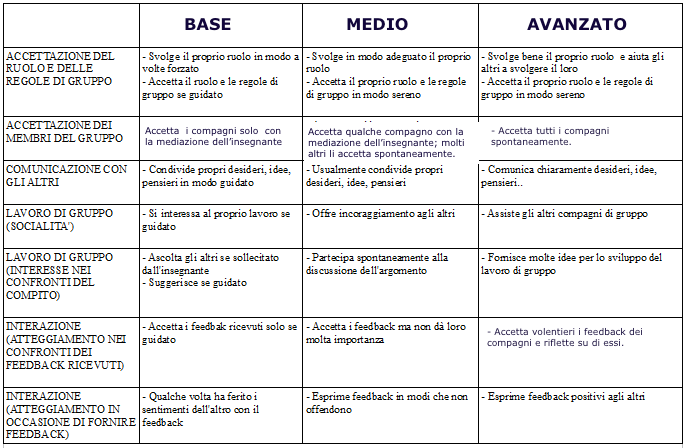 BASE
MEDIO
AVANZATO
ACCETTAZIONE DEL
RUOLO E DELLE
REGOLE DI GRUPPO
- Svolge il proprio ruolo in modo a
volte forzato
- Accetta il ruolo e le regole di
gruppo se guidato
- Svolge in modo adeguato il proprio
ruolo
- Accetta il proprio ruolo e le regole
di gruppo in modo sereno
- Svolge bene il proprio ruolo e aiuta gli
altri a svolgere il loro
- Accetta il proprio ruolo e le regole di
gruppo in modo sereno
ACCETTAZIONE DEI
MEMBRI DEL GRUPPO
Accetta i compagni solo con
la mediazione dell'insegnante
Accetta qualche compagno con la
mediazione dell'insegnante; molti
altri li accetta spontaneamente.
- Accetta tutti i compagni
spontaneamente.
COMUNICAZIONE CON
GLI ALTRI
- Condivide propri desideri, idee,
pensieri in modo guidato
- Usualmente condivide propri
desideri, idee, pensieri
- Comunica chiaramente desideri, idee,
pensieri..
LAVORO DI GRUPPO
(SOCIALITA')
- Si interessa al proprio lavoro se
guidato
- Offre incoraggiamento agli altri
- Assiste gli altri compagni di gruppo
LAVORO DI GRUPPO
(INTERESSE NEI
CONFRONTI DEL
COMPITO)
- Ascolta gli altri se sollecitato
dall'insegnante
- Suggerisce se guidato
- Partecipa spontaneamente alla
discussione dell'argomento
- Fornisce molte idee per lo sviluppo del
lavoro di gruppo
INTERAZIONE
(ATTEGGIAMENTO NEI
CONFRONTI DEI
FEEDBACK RICEVUTI)
- Accetta i feedbak ricevuti solo se
guidato
- Accetta i feedback ma non dà loro
molta importanza
- Accetta volentieri i feedback dei
compagni e riflette su di essi.
INTERAZIONE
(ATTEGGIAMENTO IN
OCCASIONE DI FORNIRE
FEEDBACK)
- Qualche volta ha ferito i
sentimenti dell'altro con il
feedback
- Esprime feedback in modi che non
offendono
- Esprime feedback positivi agli altri